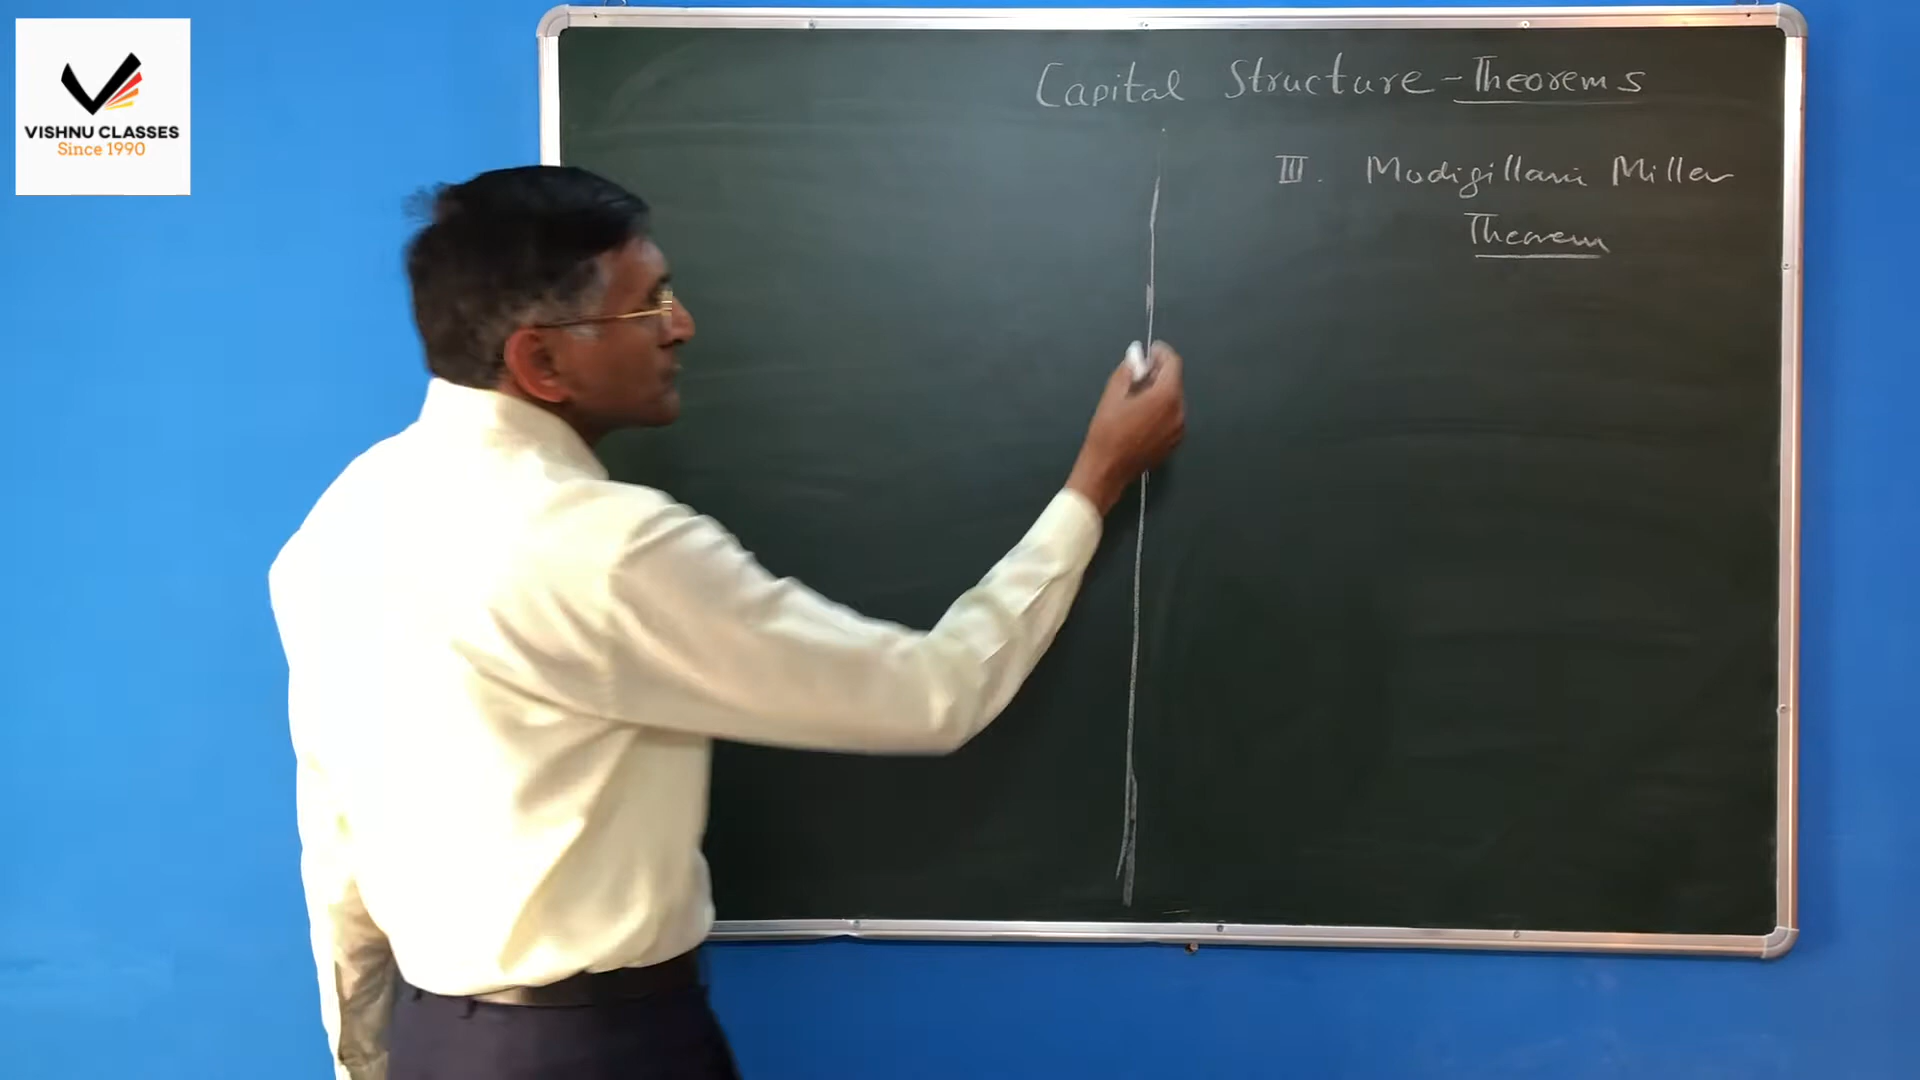 VISHNU CLASSES
Since 1990
Capital Structure - Theorems
III. Modigillani Miller
Theorem